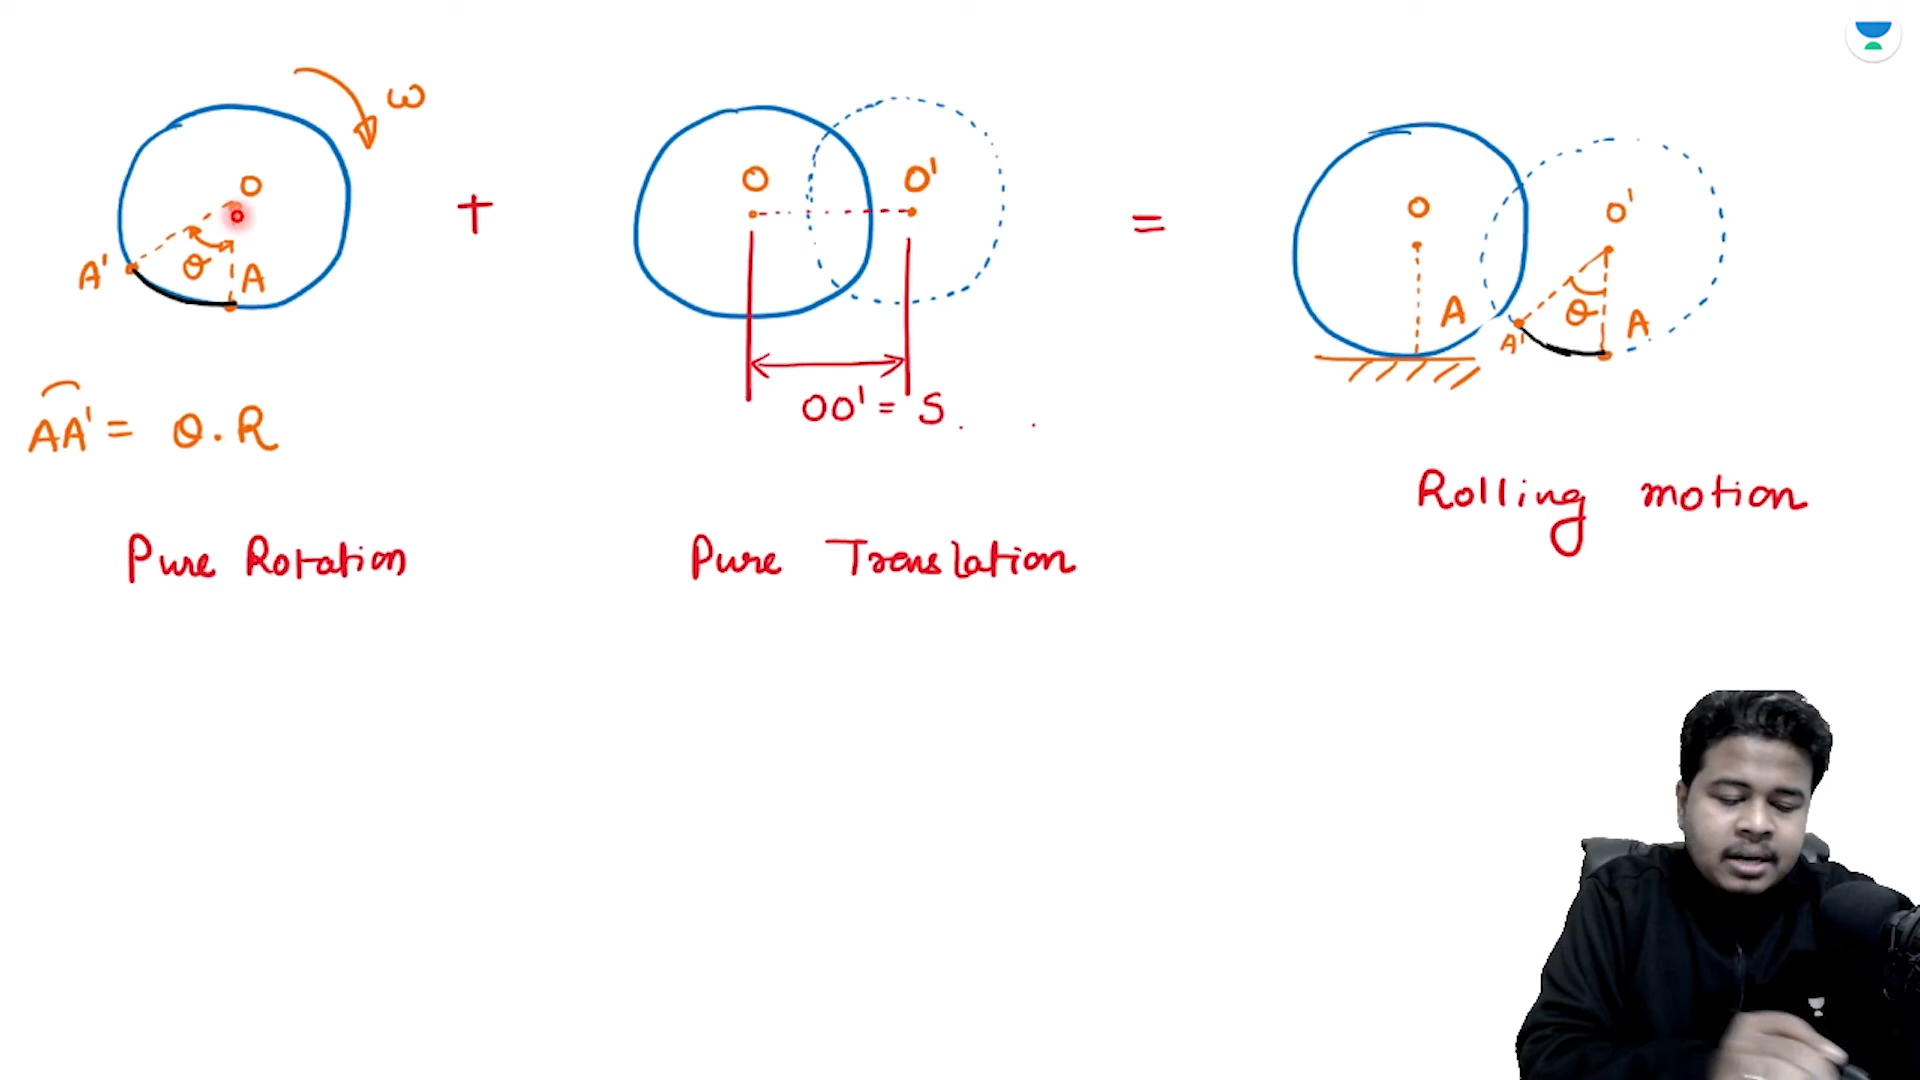 ω
O
A'
θ
A
+
O
O'
=
O
O'
A
A'
θ
A
OO' = S
AA' = θ.R
Rolling motion
Pure Rotation
Pure Translation